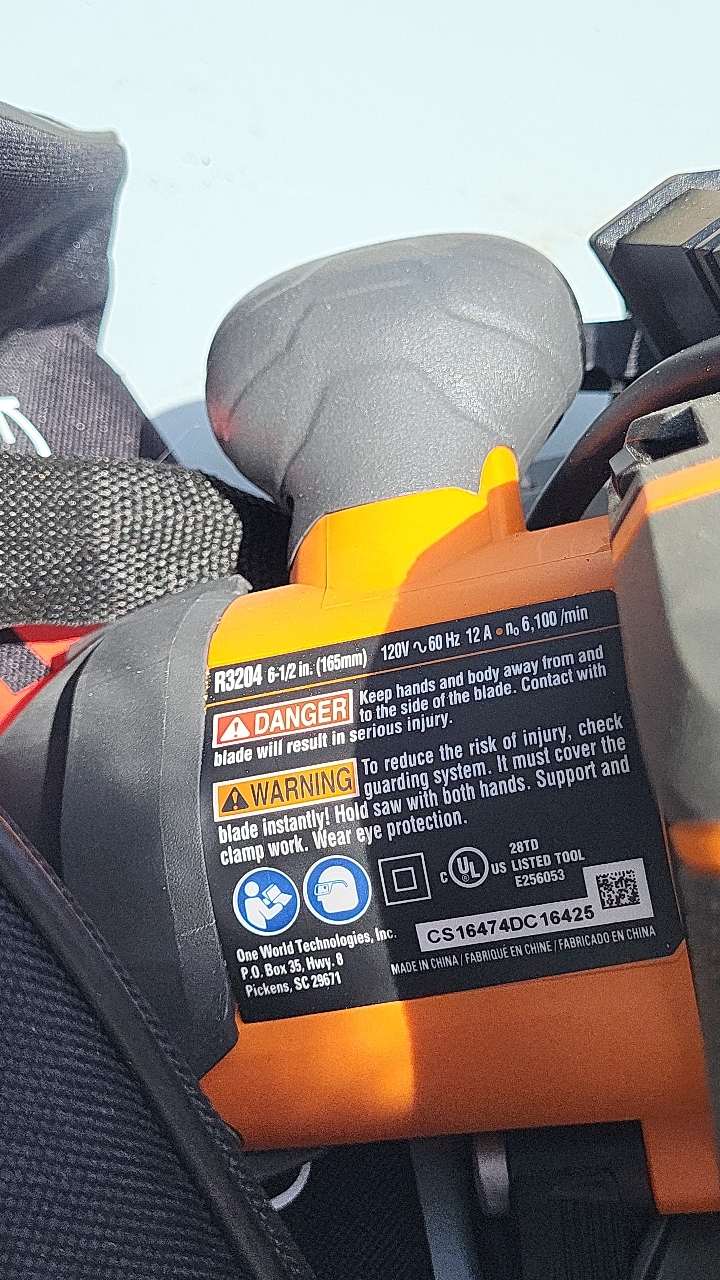 R3204 6-1/2 in. (165mm) 120V ∿ 60 Hz 12 A • n₀ 6,100 /min
⚠ DANGER Keep hands and body away from and
to the side of the blade. Contact with
blade will result in serious injury.
⚠ WARNING To reduce the risk of injury, check
guarding system. It must cover the
blade instantly! Hold saw with both hands. Support and
clamp work. Wear eye protection.
c UL US
28TD
LISTED TOOL
E256053
CS16474DC16425
One World Technologies, Inc.
P.O. Box 35, Hwy. 8
Pickens, SC 29671
MADE IN CHINA / FABRIQUÉ EN CHINE / FABRICADO EN CHINA